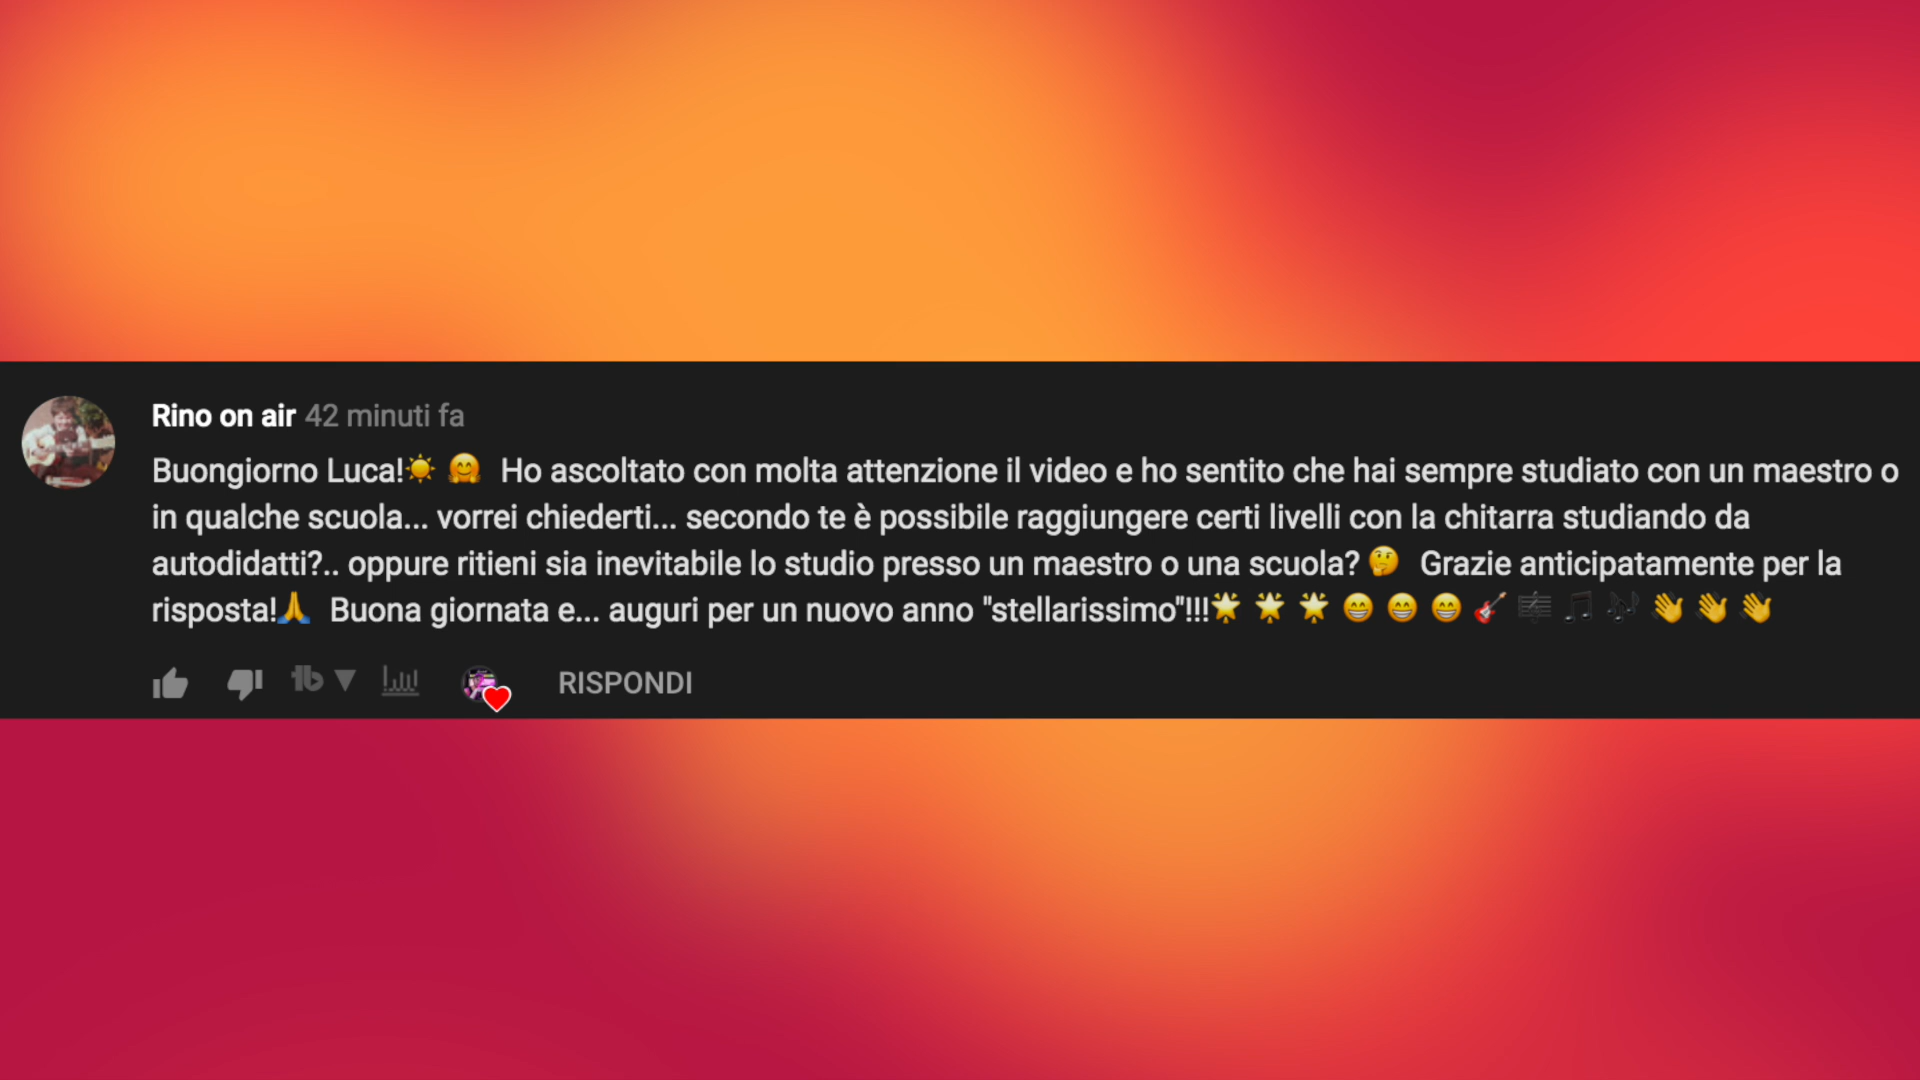 Rino on air 42 minuti fa
Buongiorno Luca!☀️ 🤗 Ho ascoltato con molta attenzione il video e ho sentito che hai sempre studiato con un maestro o
in qualche scuola... vorrei chiederti... secondo te è possibile raggiungere certi livelli con la chitarra studiando da
autodidatti?.. oppure ritieni sia inevitabile lo studio presso un maestro o una scuola?🤔 Grazie anticipatamente per la
risposta!🙏 Buona giornata e... auguri per un nuovo anno "stellarissimo"!!!🌟 🌟 🌟 😁 😁 😁 🎸 🎼 🎵 🎶 👋 👋 👋
tb RISPONDI